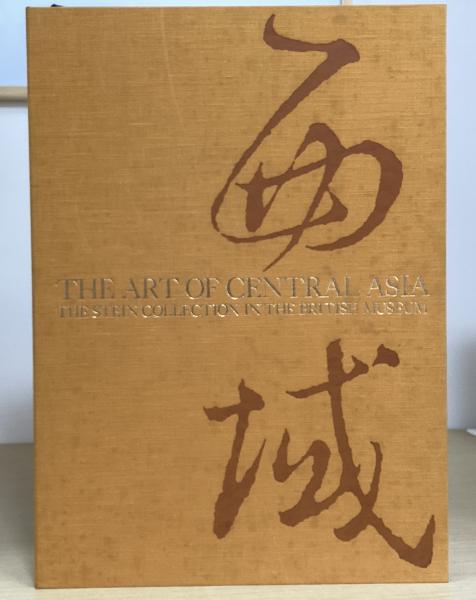 西域
THE ART OF CENTRAL ASIA
THE STEIN COLLECTION IN THE BRITISH MUSEUM